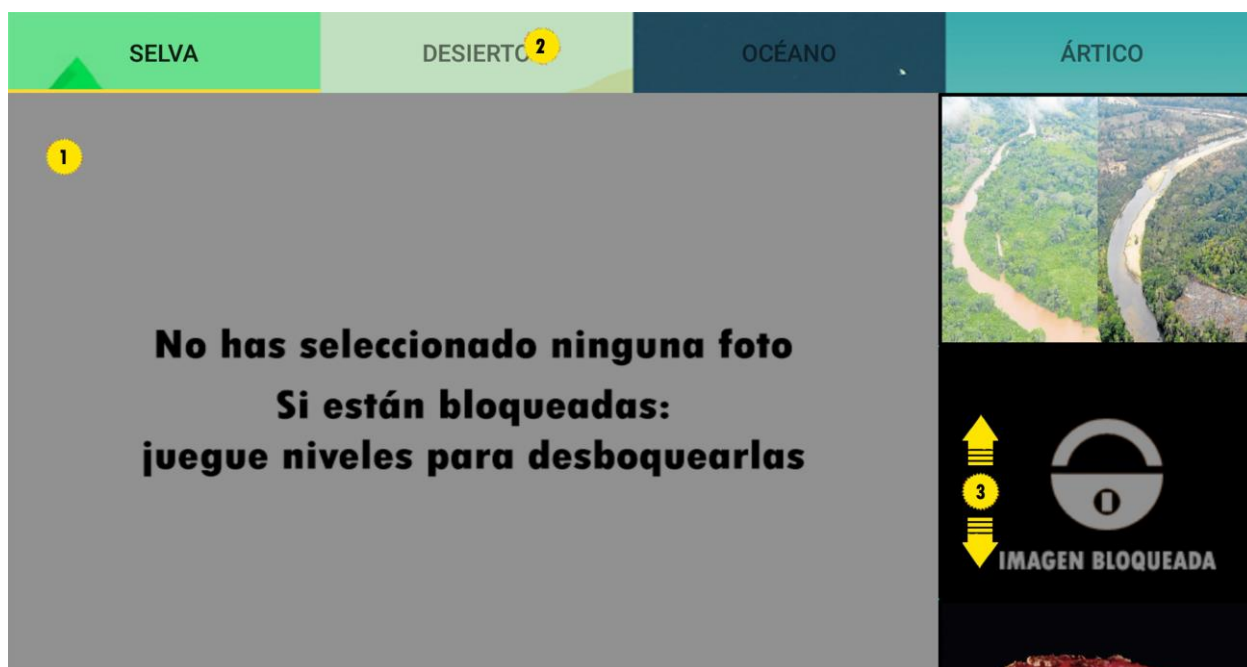 SELVA
DESIERTO
2
OCÉANO
ÁRTICO
1
No has seleccionado ninguna foto
Si están bloqueadas:
juegue niveles para desboquearlas
3
IMAGEN BLOQUEADA